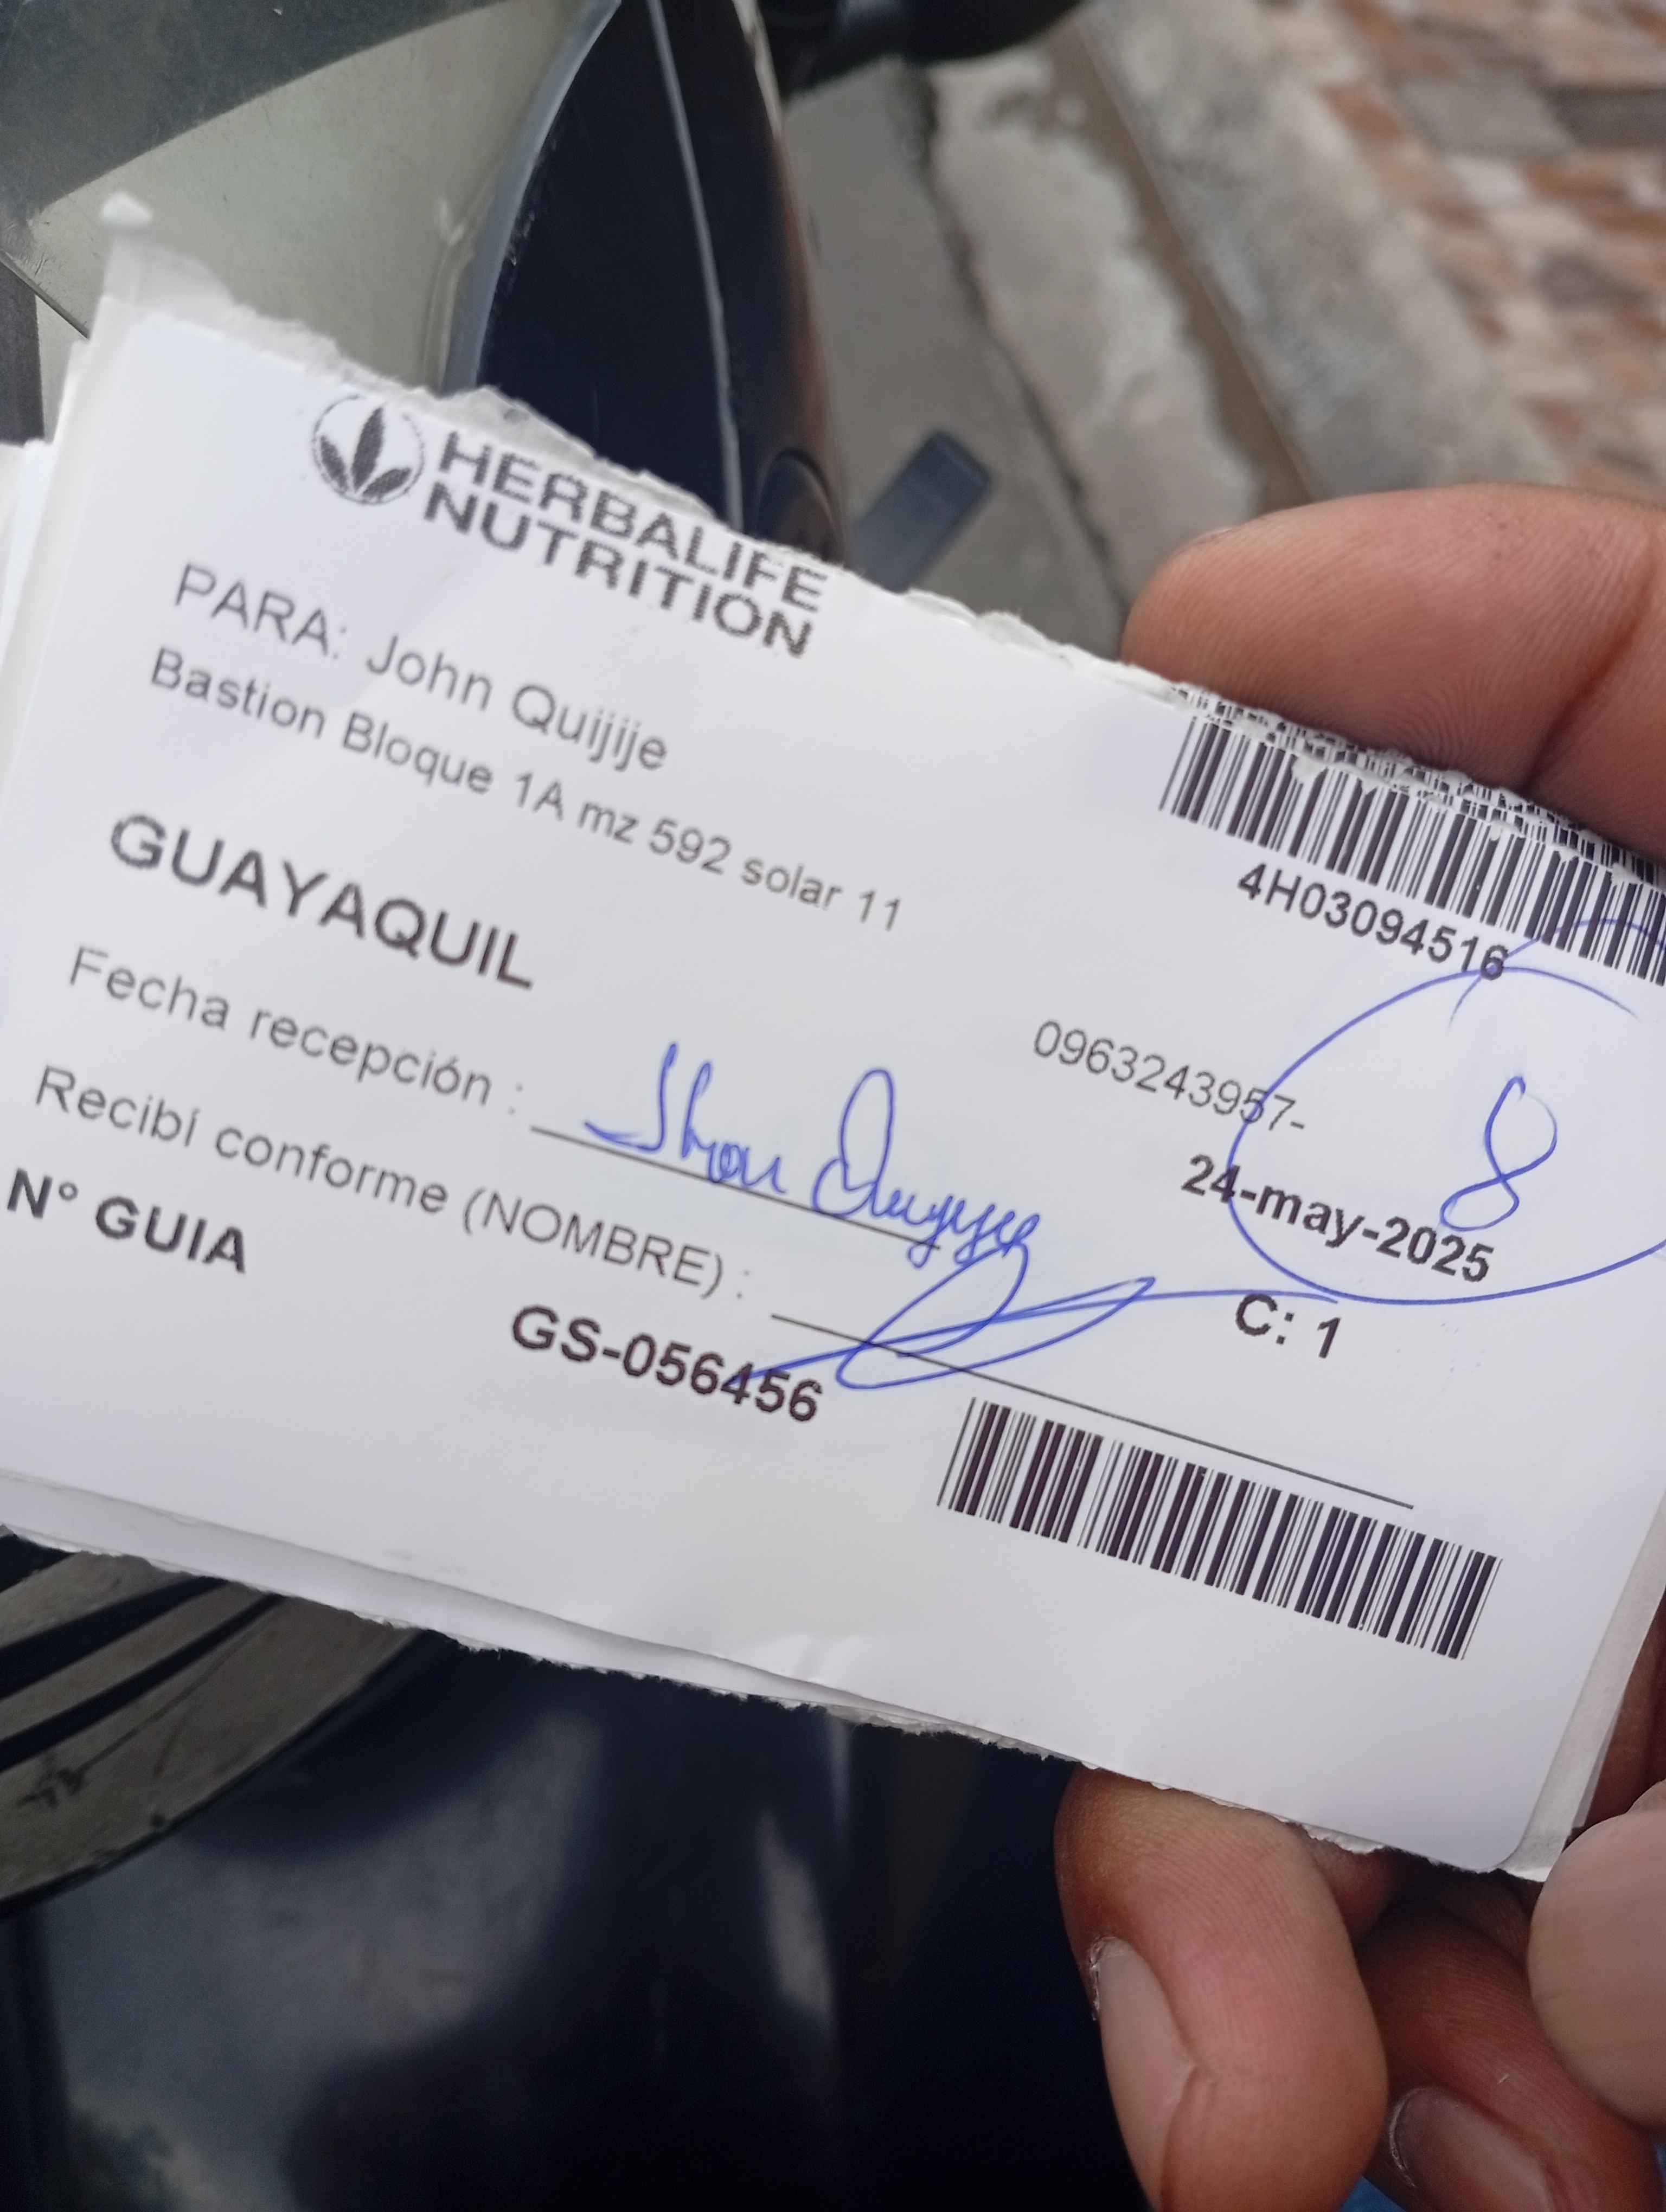 HERBALIFE
NUTRITION
PARA: John Quijije
Bastion Bloque 1A mz 592 solar 11
4H03094516
GUAYAQUIL
0963243957-
8
Fecha recepción :
24-may-2025
Recibí conforme (NOMBRE) :
C: 1
N° GUIA
GS-056456